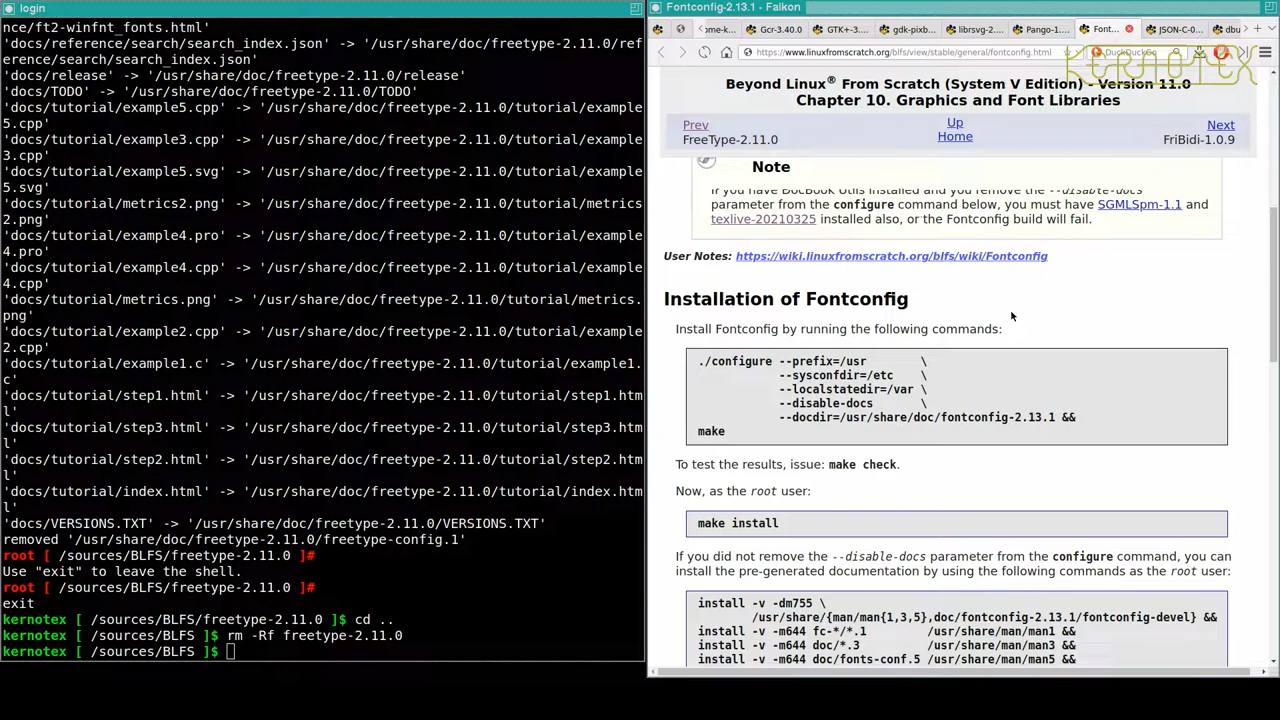 login
nce/ft2-winfnt_fonts.html'
'docs/reference/search/search_index.json' -> '/usr/share/doc/freetype-2.11.0/ref
erence/search/search_index.json'
'docs/release' -> '/usr/share/doc/freetype-2.11.0/release'
'docs/TODO' -> '/usr/share/doc/freetype-2.11.0/TODO'
'docs/tutorial/example5.cpp' -> '/usr/share/doc/freetype-2.11.0/tutorial/example
5.cpp'
'docs/tutorial/example3.cpp' -> '/usr/share/doc/freetype-2.11.0/tutorial/example
3.cpp'
'docs/tutorial/example5.svg' -> '/usr/share/doc/freetype-2.11.0/tutorial/example
5.svg'
'docs/tutorial/metrics2.png' -> '/usr/share/doc/freetype-2.11.0/tutorial/metrics
2.png'
'docs/tutorial/example4.pro' -> '/usr/share/doc/freetype-2.11.0/tutorial/example
4.pro'
'docs/tutorial/example4.cpp' -> '/usr/share/doc/freetype-2.11.0/tutorial/example
4.cpp'
'docs/tutorial/metrics.png' -> '/usr/share/doc/freetype-2.11.0/tutorial/metrics.
png'
'docs/tutorial/example2.cpp' -> '/usr/share/doc/freetype-2.11.0/tutorial/example
2.cpp'
'docs/tutorial/example1.c' -> '/usr/share/doc/freetype-2.11.0/tutorial/example1.
c'
'docs/tutorial/step1.html' -> '/usr/share/doc/freetype-2.11.0/tutorial/step1.htm
l'
'docs/tutorial/step3.html' -> '/usr/share/doc/freetype-2.11.0/tutorial/step3.htm
l'
'docs/tutorial/step2.html' -> '/usr/share/doc/freetype-2.11.0/tutorial/step2.htm
l'
'docs/tutorial/index.html' -> '/usr/share/doc/freetype-2.11.0/tutorial/index.htm
l'
'docs/VERSIONS.TXT' -> '/usr/share/doc/freetype-2.11.0/VERSIONS.TXT'
removed '/usr/share/doc/freetype-2.11.0/freetype-config.1'
root [ /sources/BLFS/freetype-2.11.0 ]#
Use "exit" to leave the shell.
root [ /sources/BLFS/freetype-2.11.0 ]#
exit
kernotex [ /sources/BLFS/freetype-2.11.0 ]$ cd ..
kernotex [ /sources/BLFS ]$ rm -Rf freetype-2.11.0
kernotex [ /sources/BLFS ]$
Fontconfig-2.13.1 - Falkon
ome-k... Gcr-3.40.0 GTK+-3.... gdk-pixb... librsvg-2.... Pango-1.... Font... JSON-C-0... dbu
https://www.linuxfromscratch.org/blfs/view/stable/general/fontconfig.html DuckDuckGo
KERNOTEX
Beyond Linux® From Scratch (System V Edition) - Version 11.0
Chapter 10. Graphics and Font Libraries
Prev Up Next
FreeType-2.11.0 Home FriBidi-1.0.9
Note
If you have DocBook Utils installed and you remove the --disable-docs
parameter from the configure command below, you must have SGMLSpm-1.1 and
texlive-20210325 installed also, or the Fontconfig build will fail.
User Notes: https://wiki.linuxfromscratch.org/blfs/wiki/Fontconfig
Installation of Fontconfig
Install Fontconfig by running the following commands:
./configure --prefix=/usr \
--sysconfdir=/etc \
--localstatedir=/var \
--disable-docs \
--docdir=/usr/share/doc/fontconfig-2.13.1 &&
make
To test the results, issue: make check.
Now, as the root user:
make install
If you did not remove the --disable-docs parameter from the configure command, you can
install the pre-generated documentation by using the following commands as the root user:
install -v -dm755 \
/usr/share/{man/man{1,3,5},doc/fontconfig-2.13.1/fontconfig-devel} &&
install -v -m644 fc-*/*.1 /usr/share/man/man1 &&
install -v -m644 doc/*.3 /usr/share/man/man3 &&
install -v -m644 doc/fonts-conf.5 /usr/share/man/man5 &&